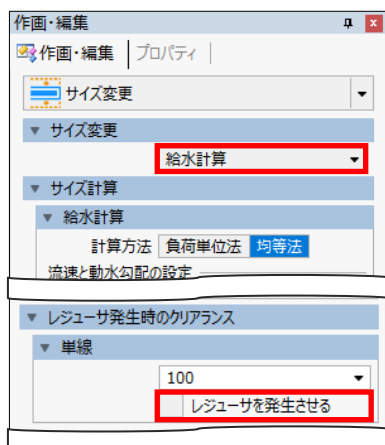 作画・編集
作画・編集 プロパティ
サイズ変更
サイズ変更
給水計算
サイズ計算
給水計算
計算方法 負荷単位法 均等法
流速と動水勾配の設定
レジューサ発生時のクリアランス
単線
100
レジューサを発生させる